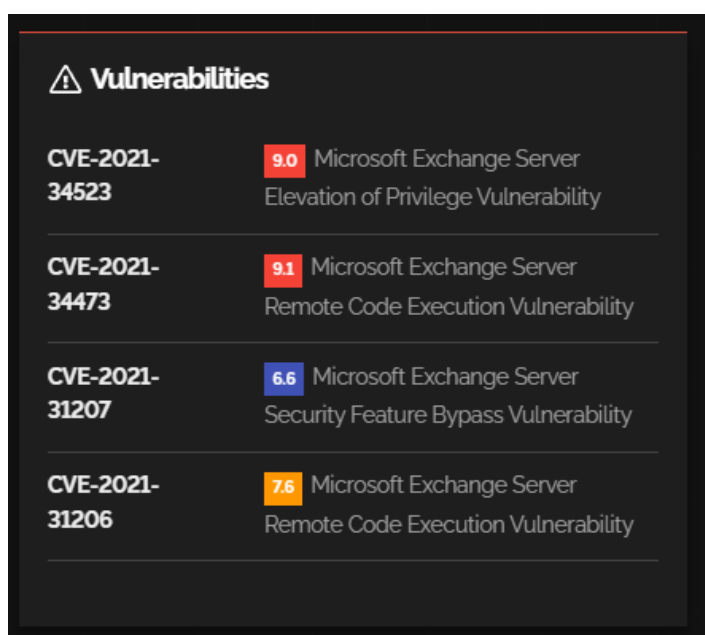 Vulnerabilities
CVE-2021-
34523
9.0 Microsoft Exchange Server
Elevation of Privilege Vulnerability
CVE-2021-
34473
9.1 Microsoft Exchange Server
Remote Code Execution Vulnerability
CVE-2021-
31207
6.6 Microsoft Exchange Server
Security Feature Bypass Vulnerability
CVE-2021-
31206
7.6 Microsoft Exchange Server
Remote Code Execution Vulnerability